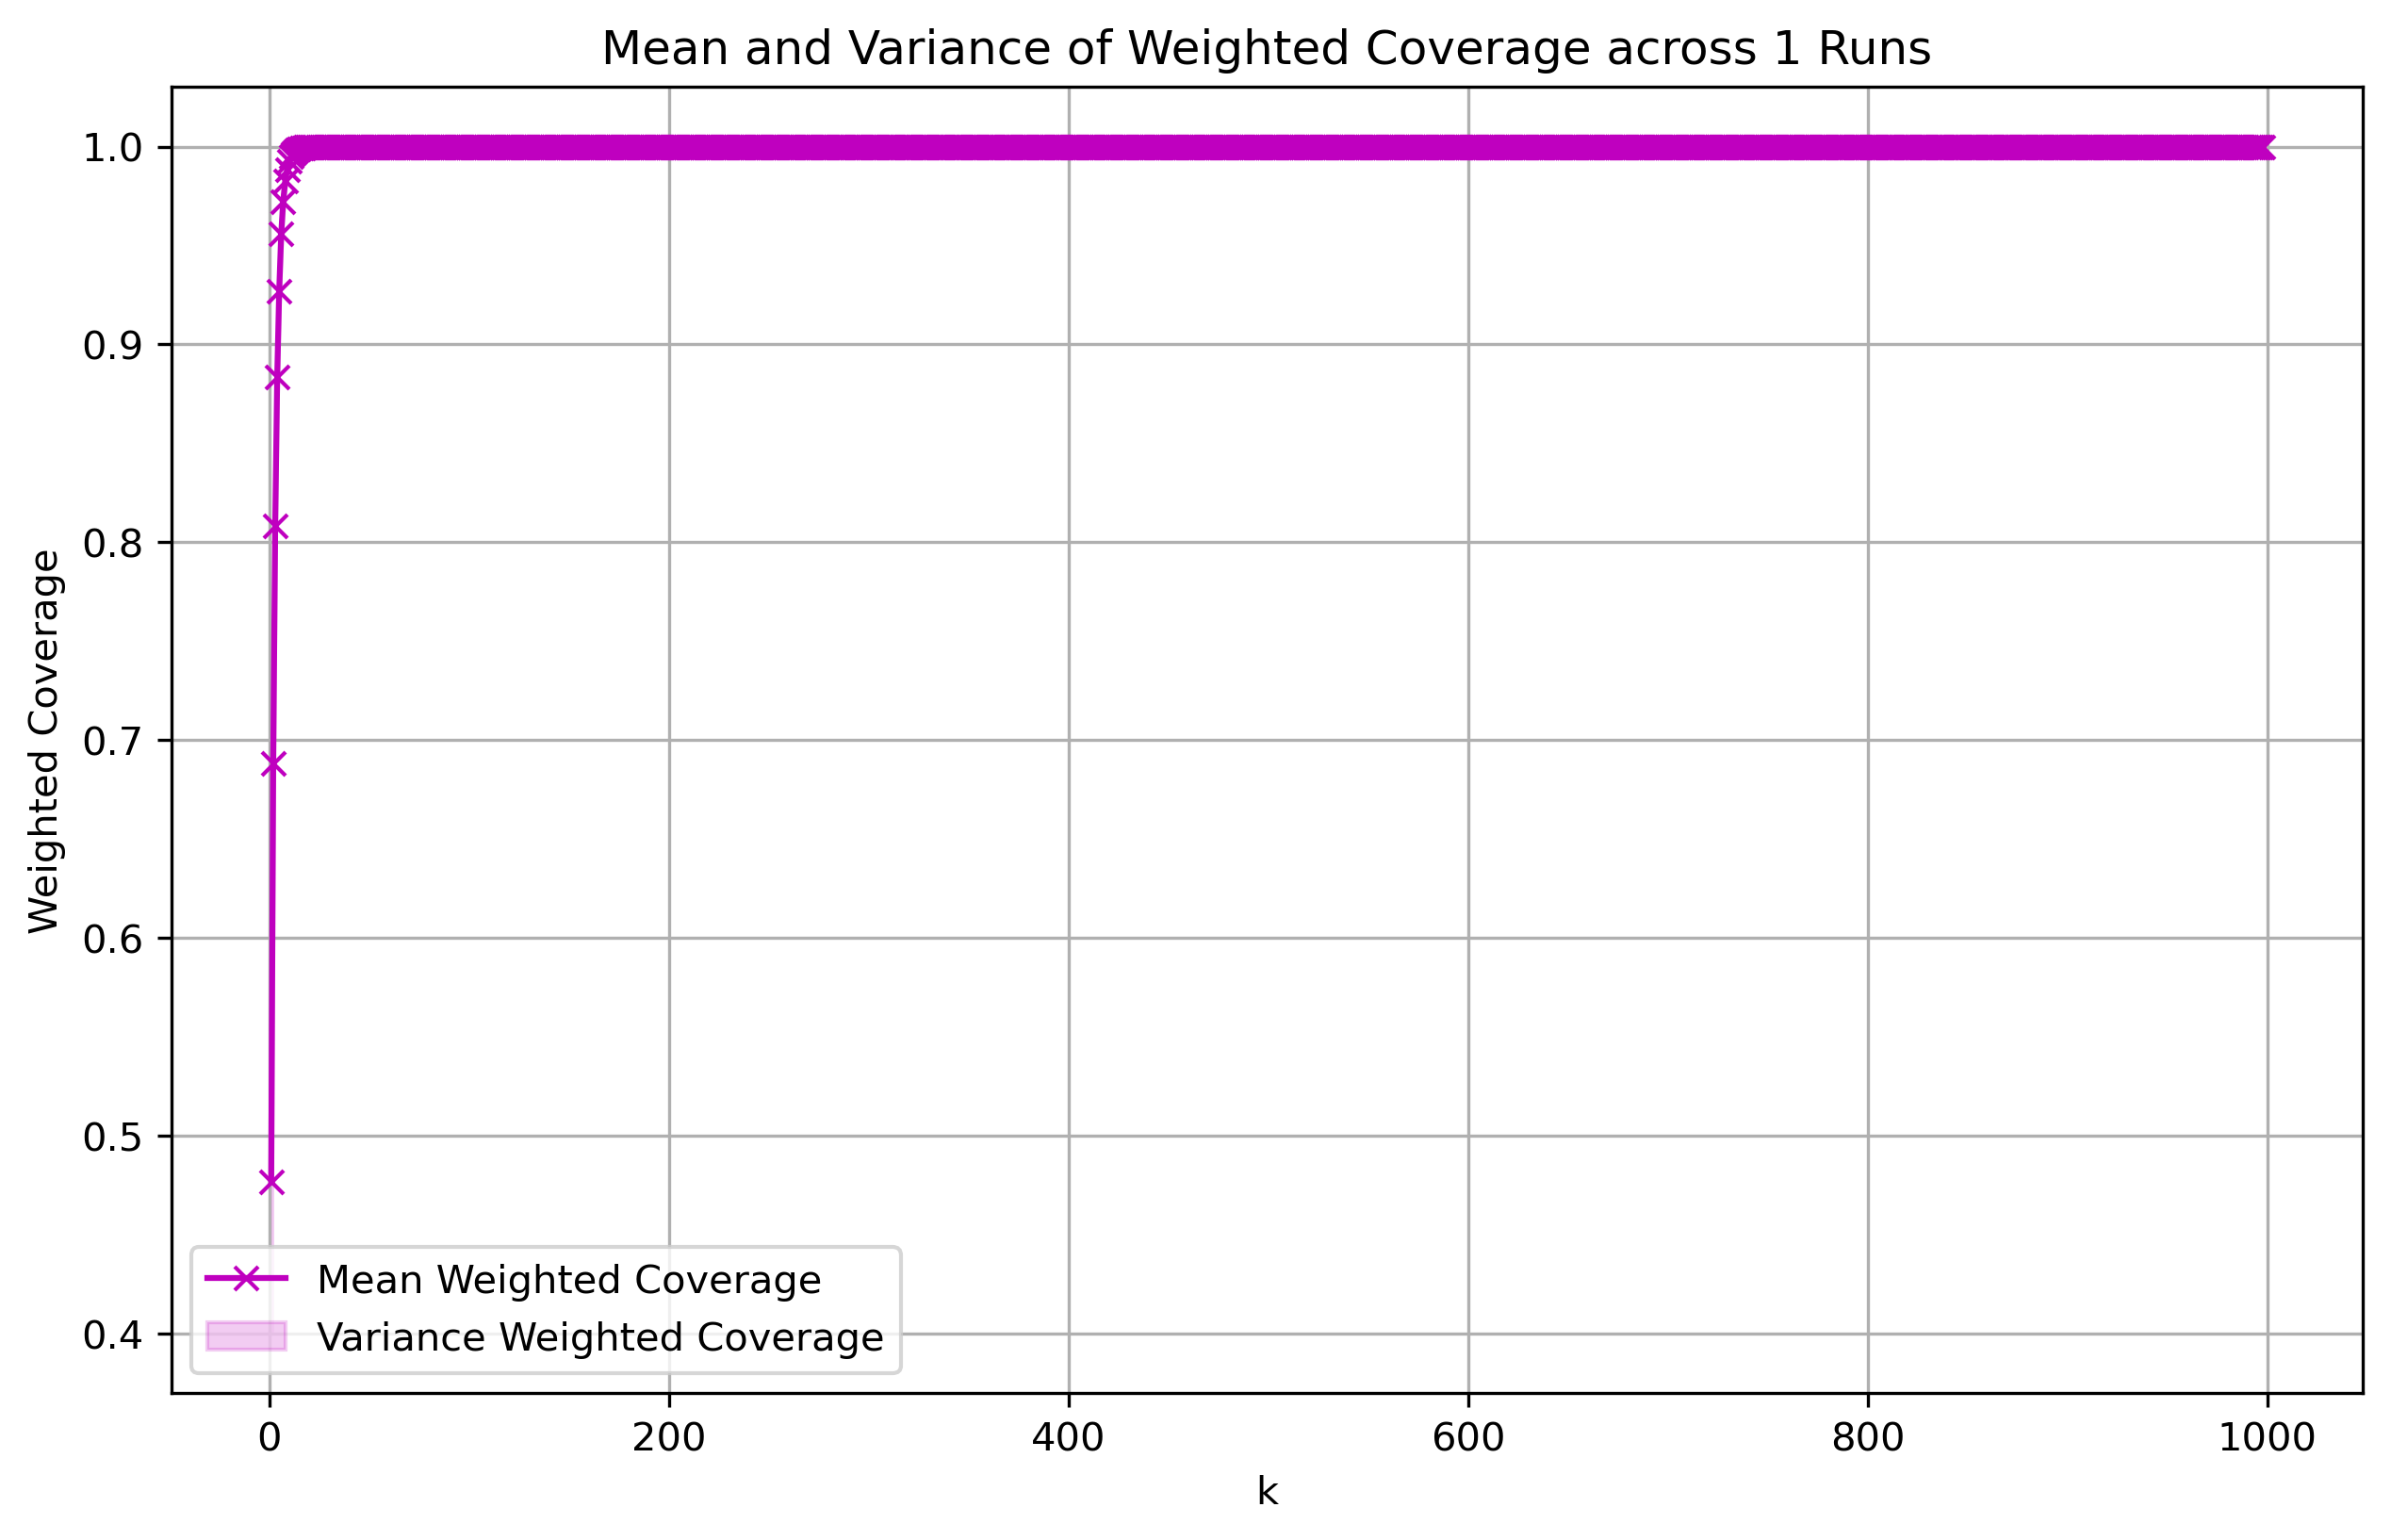 Mean and Variance of Weighted Coverage across 1 Runs
1.0
0.9
0.8
0.7
0.6
0.5
0.4
Weighted Coverage
Mean Weighted Coverage
Variance Weighted Coverage
0 200 400 600 800 1000
k